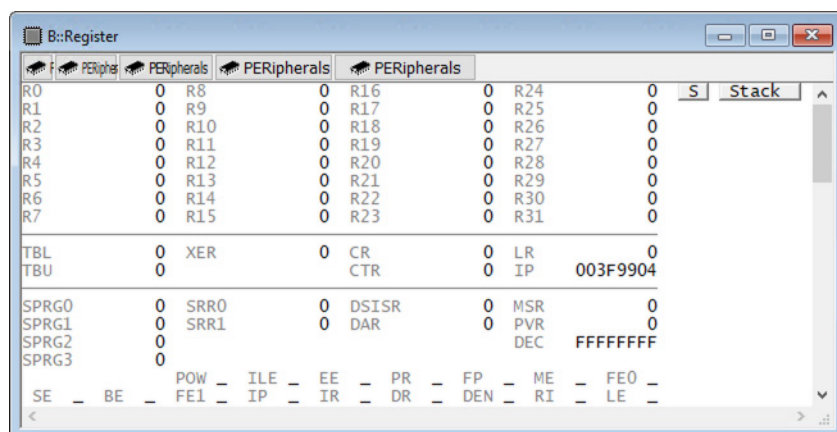 B::Register
PERipherals PERipherals PERipherals PERipherals
R0 0 R8 0 R16 0 R24 0 S Stack
R1 0 R9 0 R17 0 R25 0
R2 0 R10 0 R18 0 R26 0
R3 0 R11 0 R19 0 R27 0
R4 0 R12 0 R20 0 R28 0
R5 0 R13 0 R21 0 R29 0
R6 0 R14 0 R22 0 R30 0
R7 0 R15 0 R23 0 R31 0
TBL 0 XER 0 CR 0 LR 0
TBU 0 CTR 0 IP 003F9904
SPRG0 0 SRR0 0 DSISR 0 MSR 0
SPRG1 0 SRR1 0 DAR 0 PVR 0
SPRG2 0 DEC FFFFFFFF
SPRG3 0
POW _ ILE _ EE _ PR _ FP _ ME _ FE0 _
SE _ BE _ FE1 _ IP _ IR _ DR _ DEN _ RI _ LE _